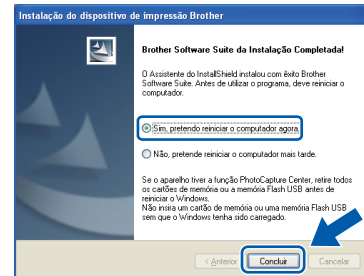 Instalação do dispositivo de impressão Brother
Brother Software Suite da Instalação Completada!
O Assistente do InstallShield instalou com êxito Brother
Software Suite. Antes de utilizar o programa, deve reiniciar o
computador.
Sim, pretendo reiniciar o computador agora.
Não, pretende reiniciar o computador mais tarde.
Se o aparelho tiver a função PhotoCapture Center, retire todos
os cartões de memória ou a memória Flash USB antes de
reiniciar o Windows.
Não insira um cartão de memória ou uma memória Flash USB
sem que o Windows tenha sido carregado.
< Anterior Concluir Cancelar